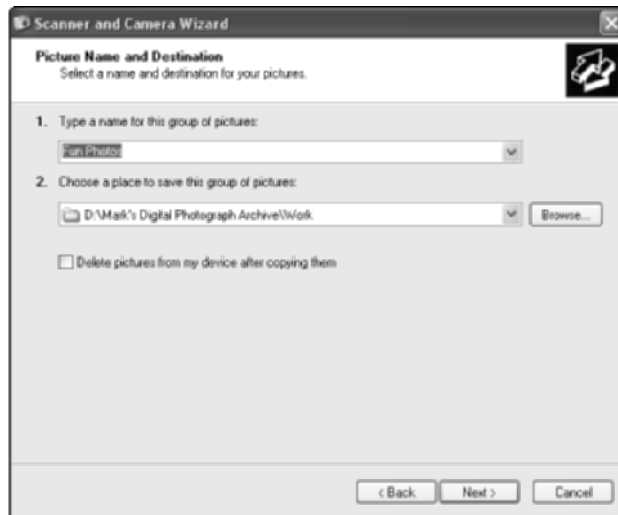 Scanner and Camera Wizard
Picture Name and Destination
Select a name and destination for your pictures.
1. Type a name for this group of pictures:
Fun Photos
2. Choose a place to save this group of pictures:
D:\Mark's Digital Photograph Archive\Work
Browse...
Delete pictures from my device after copying them
< Back
Next >
Cancel